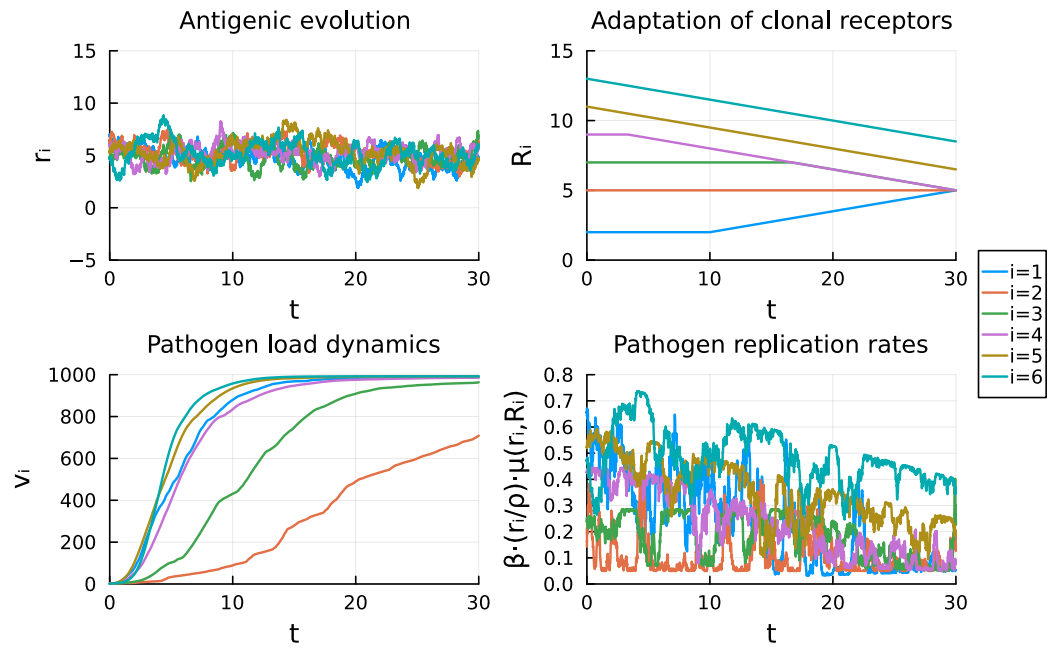 Antigenic evolution
15
10
5
0
−5
0
10
20
30
rᵢ
t
Adaptation of clonal receptors
15
10
5
0
0
10
20
30
Rᵢ
t
i=1
i=2
i=3
i=4
i=5
i=6
Pathogen load dynamics
1000
800
600
400
200
0
0
10
20
30
vᵢ
t
Pathogen replication rates
0.8
0.7
0.6
0.5
0.4
0.3
0.2
0.1
0.0
0
10
20
30
β⋅(rᵢ/ρ)⋅μ(rᵢ,Rᵢ)
t